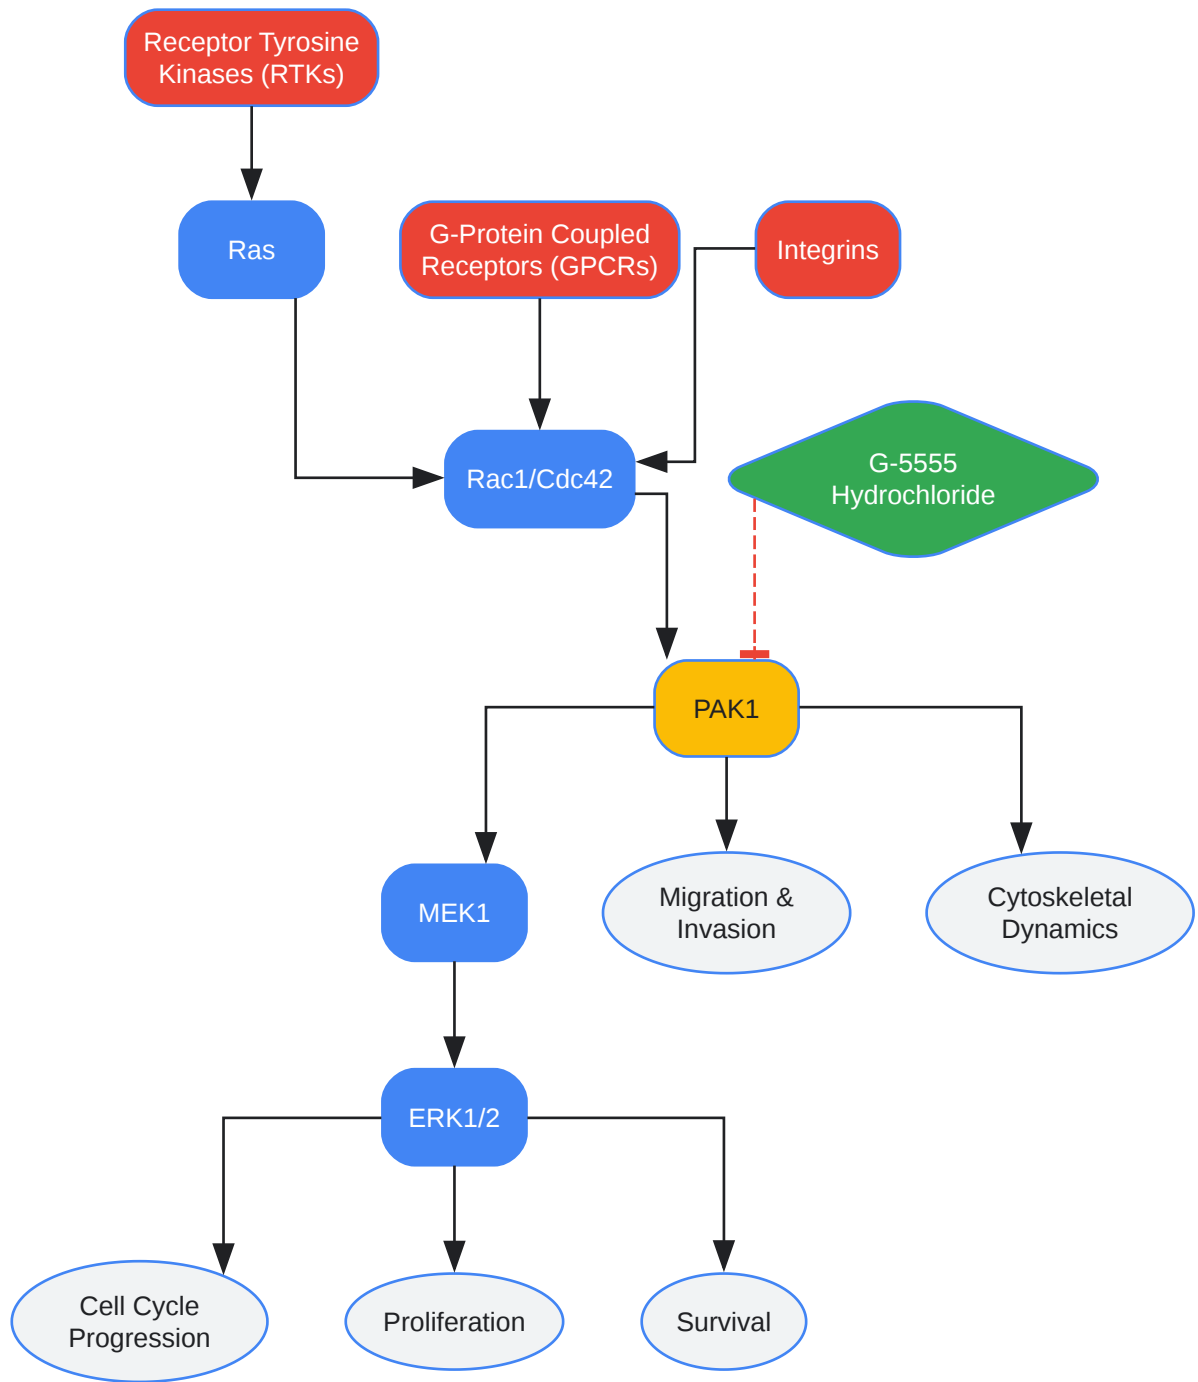 Receptor Tyrosine
Kinases (RTKs)
Ras
G-Protein Coupled
Receptors (GPCRs)
Integrins
Rac1/Cdc42
G-5555
Hydrochloride
PAK1
MEK1
Migration &
Invasion
Cytoskeletal
Dynamics
ERK1/2
Cell Cycle
Progression
Proliferation
Survival